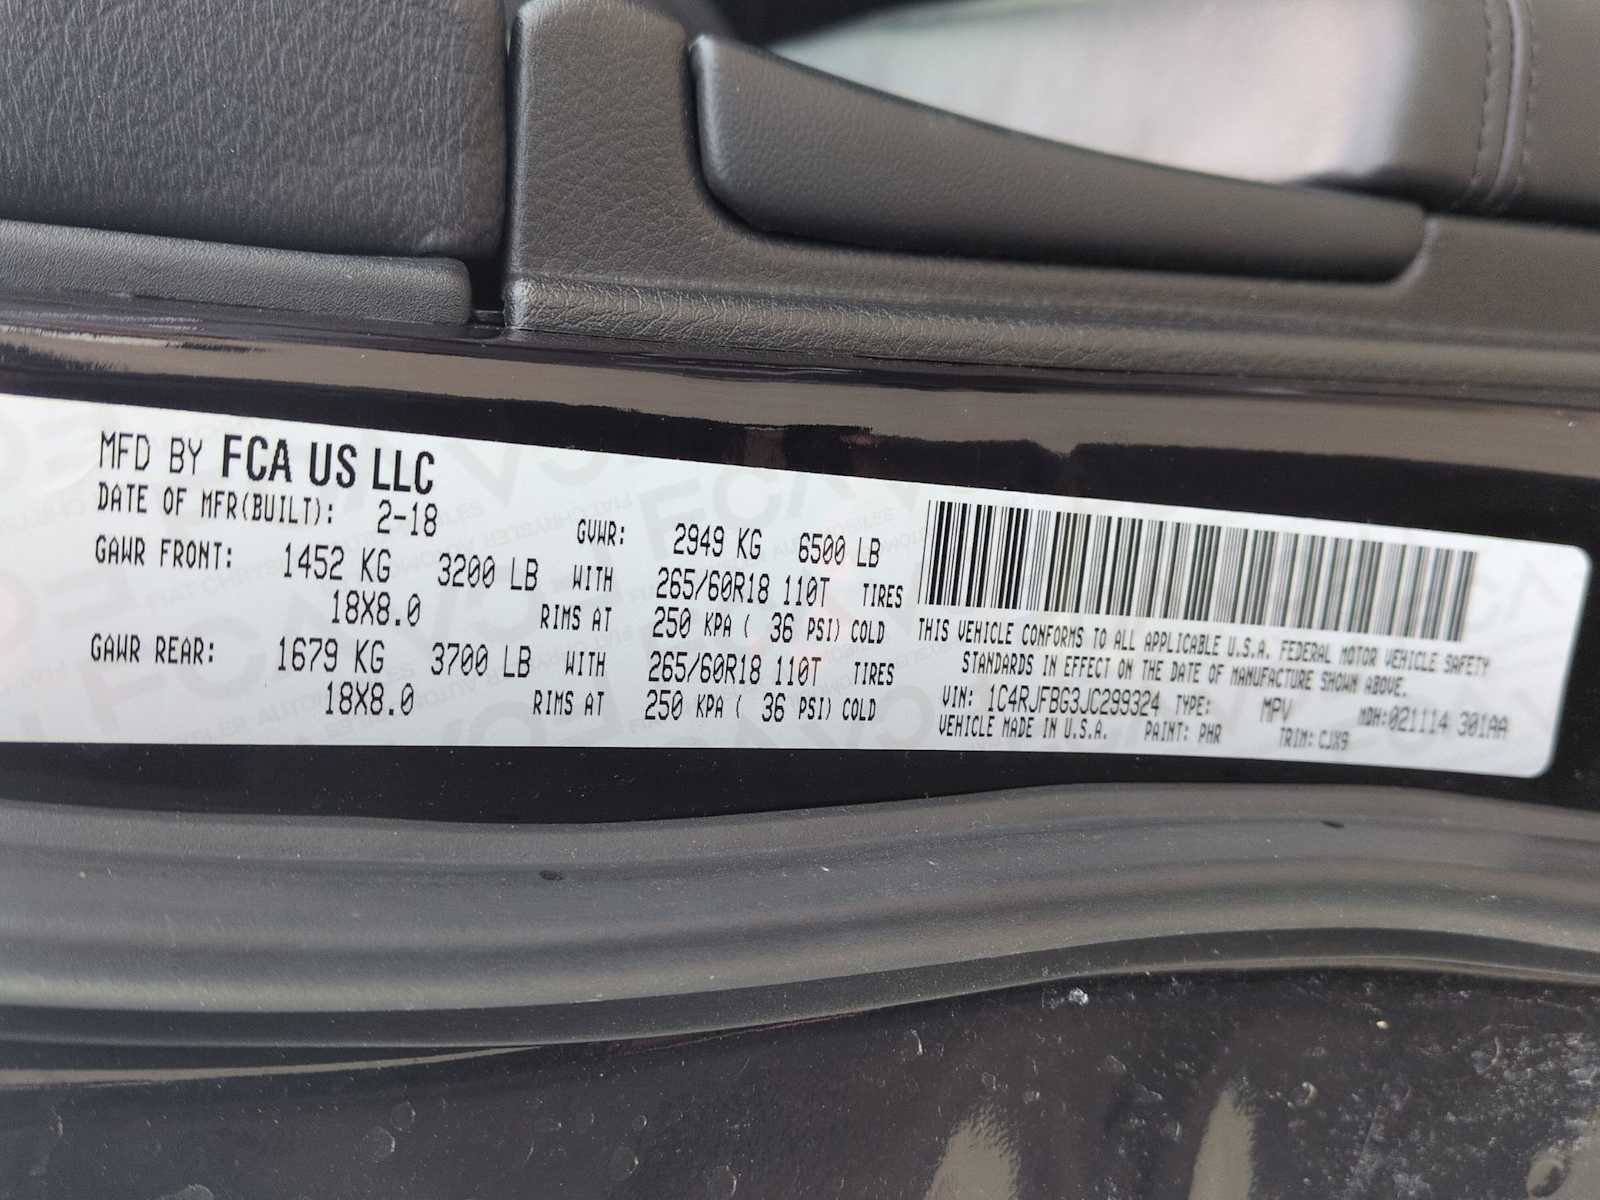 MFD BY FCA US LLC
DATE OF MFR(BUILT): 2-18 GVWR: 2949 KG 6500 LB
GAWR FRONT: 1452 KG 3200 LB WITH 265/60R18 110T TIRES
18X8.0 RIMS AT 250 KPA ( 36 PSI) COLD
GAWR REAR: 1679 KG 3700 LB WITH 265/60R18 110T TIRES
18X8.0 RIMS AT 250 KPA ( 36 PSI) COLD
THIS VEHICLE CONFORMS TO ALL APPLICABLE U.S.A. FEDERAL MOTOR VEHICLE SAFETY
STANDARDS IN EFFECT ON THE DATE OF MANUFACTURE SHOWN ABOVE.
VIN: 1C4RJFBG3JC299324 TYPE: MPV MDH:021114 301AA
VEHICLE MADE IN U.S.A. PAINT: PHR TRIM: CJX9